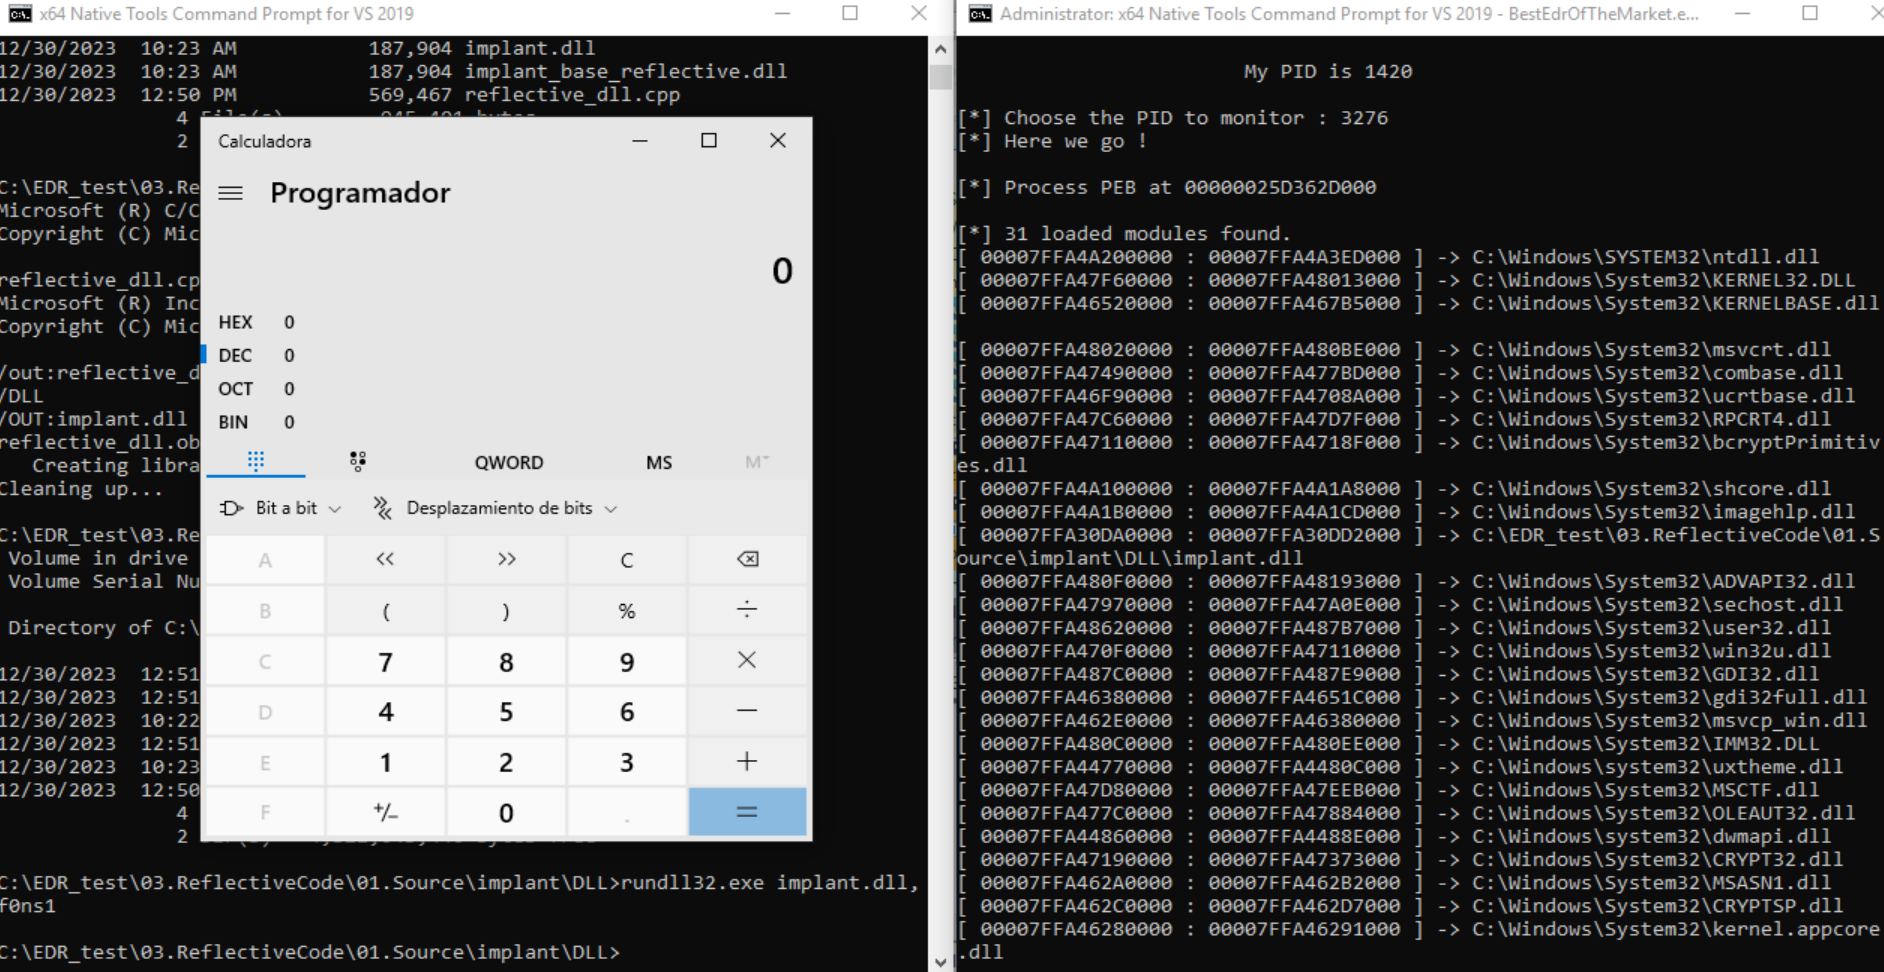 x64 Native Tools Command Prompt for VS 2019
12/30/2023  10:23 AM           187,904 implant.dll
12/30/2023  10:23 AM           187,904 implant_base_reflective.dll
12/30/2023  12:50 PM           569,467 reflective_dll.cpp
4
2
C:\EDR_test\03.Re
Microsoft (R) C/C
Copyright (C) Mic
reflective_dll.cp
Microsoft (R) Inc
Copyright (C) Mic
/out:reflective_d
/DLL
/OUT:implant.dll
reflective_dll.ob
   Creating libra
Cleaning up...
C:\EDR_test\03.Re
 Volume in drive
 Volume Serial Nu
 Directory of C:\
12/30/2023  12:51
12/30/2023  12:51
12/30/2023  10:22
12/30/2023  12:51
12/30/2023  10:23
12/30/2023  12:50
4
2
C:\EDR_test\03.ReflectiveCode\01.Source\implant\DLL>rundll32.exe implant.dll,
f0ns1
C:\EDR_test\03.ReflectiveCode\01.Source\implant\DLL>
Calculadora
Programador
0
HEX 0
DEC 0
OCT 0
BIN 0
QWORD MS M˅
Bit a bit Desplazamiento de bits
A << >> C
B ( ) % ÷
C 7 8 9 ×
D 4 5 6 −
E 1 2 3 +
F +/− 0 . =
Administrator: x64 Native Tools Command Prompt for VS 2019 - BestEdrOfTheMarket.e...
My PID is 1420
[*] Choose the PID to monitor : 3276
[*] Here we go !
[*] Process PEB at 00000025D362D000
[*] 31 loaded modules found.
[ 00007FFA4A200000 : 00007FFA4A3ED000 ] -> C:\Windows\SYSTEM32\ntdll.dll
[ 00007FFA47F60000 : 00007FFA48013000 ] -> C:\Windows\System32\KERNEL32.DLL
[ 00007FFA46520000 : 00007FFA467B5000 ] -> C:\Windows\System32\KERNELBASE.dll
[ 00007FFA48020000 : 00007FFA480BE000 ] -> C:\Windows\System32\msvcrt.dll
[ 00007FFA47490000 : 00007FFA477BD000 ] -> C:\Windows\System32\combase.dll
[ 00007FFA46F90000 : 00007FFA4708A000 ] -> C:\Windows\System32\ucrtbase.dll
[ 00007FFA47C60000 : 00007FFA47D7F000 ] -> C:\Windows\System32\RPCRT4.dll
[ 00007FFA47110000 : 00007FFA4718F000 ] -> C:\Windows\System32\bcryptPrimitiv
es.dll
[ 00007FFA4A100000 : 00007FFA4A1A8000 ] -> C:\Windows\System32\shcore.dll
[ 00007FFA4A1B0000 : 00007FFA4A1CD000 ] -> C:\Windows\System32\imagehlp.dll
[ 00007FFA30DA0000 : 00007FFA30DD2000 ] -> C:\EDR_test\03.ReflectiveCode\01.S
ource\implant\DLL\implant.dll
[ 00007FFA480F0000 : 00007FFA48193000 ] -> C:\Windows\System32\ADVAPI32.dll
[ 00007FFA47970000 : 00007FFA47A0E000 ] -> C:\Windows\System32\sechost.dll
[ 00007FFA48620000 : 00007FFA487B7000 ] -> C:\Windows\System32\user32.dll
[ 00007FFA470F0000 : 00007FFA47110000 ] -> C:\Windows\System32\win32u.dll
[ 00007FFA487C0000 : 00007FFA487E9000 ] -> C:\Windows\System32\GDI32.dll
[ 00007FFA46380000 : 00007FFA4651C000 ] -> C:\Windows\System32\gdi32full.dll
[ 00007FFA462E0000 : 00007FFA46380000 ] -> C:\Windows\System32\msvcp_win.dll
[ 00007FFA480C0000 : 00007FFA480EE000 ] -> C:\Windows\System32\IMM32.DLL
[ 00007FFA44770000 : 00007FFA4480C000 ] -> C:\Windows\system32\uxtheme.dll
[ 00007FFA47D80000 : 00007FFA47EEB000 ] -> C:\Windows\System32\MSCTF.dll
[ 00007FFA477C0000 : 00007FFA47884000 ] -> C:\Windows\System32\OLEAUT32.dll
[ 00007FFA44860000 : 00007FFA4488E000 ] -> C:\Windows\system32\dwmapi.dll
[ 00007FFA47190000 : 00007FFA47373000 ] -> C:\Windows\System32\CRYPT32.dll
[ 00007FFA462A0000 : 00007FFA462B2000 ] -> C:\Windows\System32\MSASN1.dll
[ 00007FFA462C0000 : 00007FFA462D7000 ] -> C:\Windows\System32\CRYPTSP.dll
[ 00007FFA46280000 : 00007FFA46291000 ] -> C:\Windows\System32\kernel.appcore
.dll